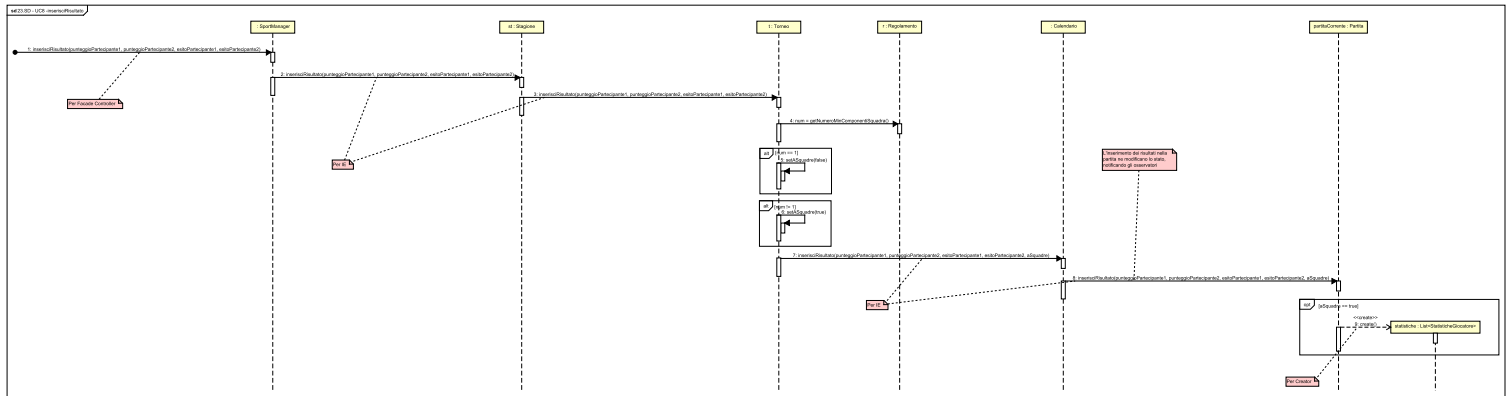 sd 23.SD - UC6 -inserisciRisultato
: SportManager
st : Stagione
t : Torneo
r : Regolamento
: Calendario
partitaCorrente : Partita
1: inserisciRisultato(punteggioPartecipante1, punteggioPartecipante2, esitoPartecipante1, esitoPartecipante2)
2: inserisciRisultato(punteggioPartecipante1, punteggioPartecipante2, esitoPartecipante1, esitoPartecipante2)
3: inserisciRisultato(punteggioPartecipante1, punteggioPartecipante2, esitoPartecipante1, esitoPartecipante2)
Per Facade Controller
4: num = getNumeroMinComponentiSquadra()
Per IE
alt
[num == 1]
5: setASquadre(false)
L'inserimento dei risultati nella
partita ne modificano lo stato,
notificando gli osservatori
alt
[num != 1]
6: setASquadre(true)
7: inserisciRisultato(punteggioPartecipante1, punteggioPartecipante2, esitoPartecipante1, esitoPartecipante2, aSquadre)
8: inserisciRisultato(punteggioPartecipante1, punteggioPartecipante2, esitoPartecipante1, esitoPartecipante2, aSquadre)
Per IE
opt
[aSquadre == true]
<<create>>
9: create()
statistiche : List<StatisticheGiocatore>
Per Creator